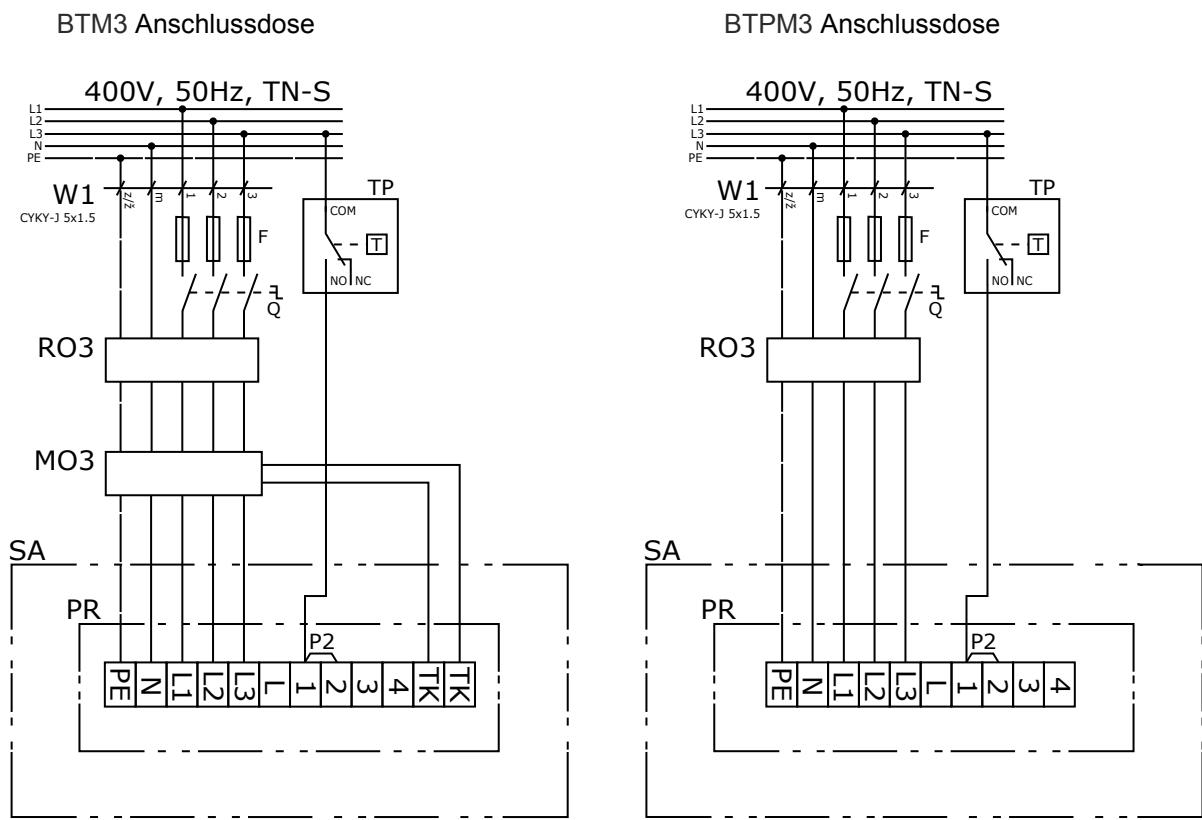 BTM3 Anschlussdose
400V, 50Hz, TN-S
L1
L2
L3
N
PE
W1
CYKY-J 5x1.5
z/ž
m
1
2
3
F
Q
TP
COM
T
NO NC
RO3
MO3
SA
PR
P2
PE N L1 L2 L3 L 1 2 3 4 TK TK
BTPM3 Anschlussdose
400V, 50Hz, TN-S
L1
L2
L3
N
PE
W1
CYKY-J 5x1.5
z/ž
m
1
2
3
F
Q
TP
COM
T
NO NC
RO3
SA
PR
P2
PE N L1 L2 L3 L 1 2 3 4